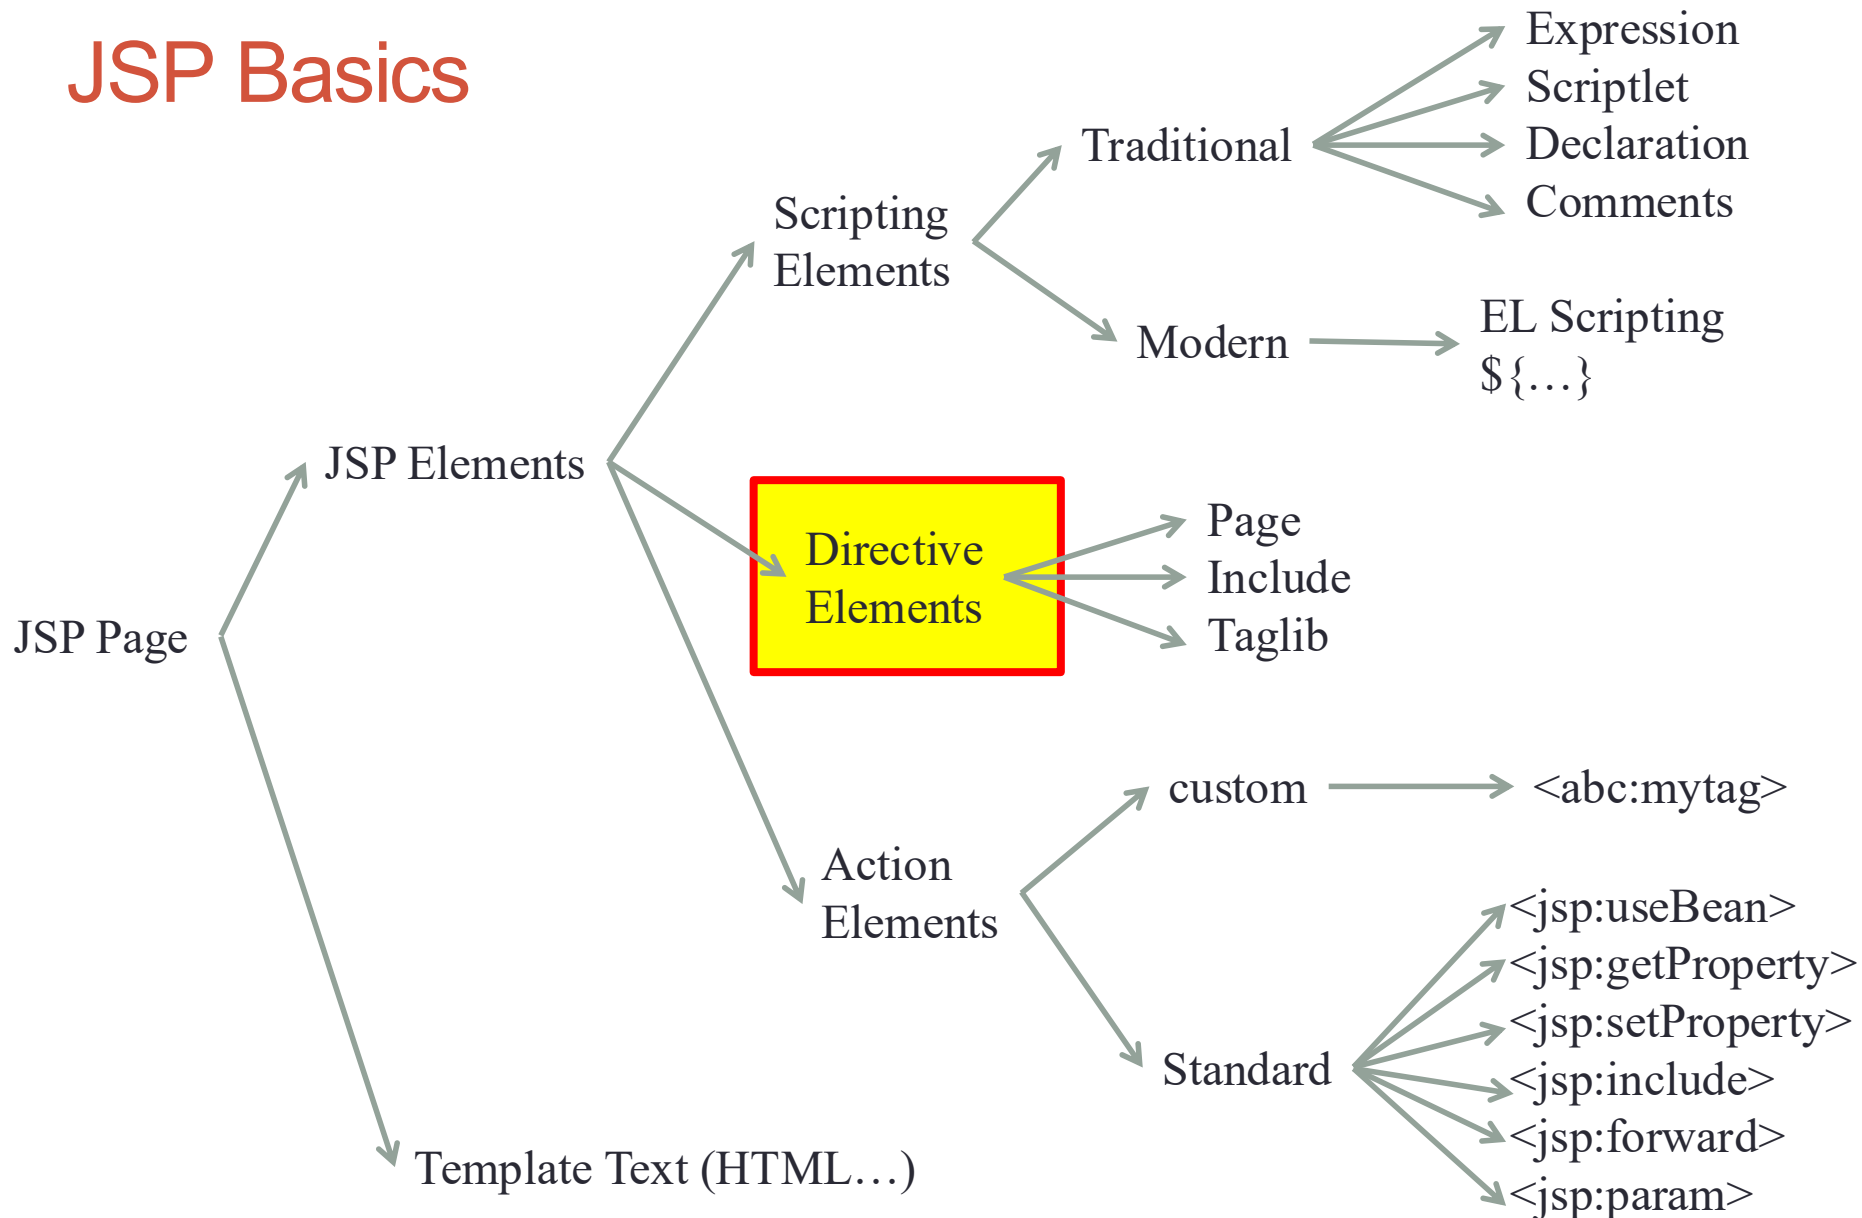 JSP Basics
Expression
Scriptlet
Declaration
Comments
Traditional
Scripting
Elements
Modern
EL Scripting
${…}
JSP Elements
Directive
Elements
Page
Include
Taglib
JSP Page
custom
<abc:mytag>
Action
Elements
Standard
<jsp:useBean>
<jsp:getProperty>
<jsp:setProperty>
<jsp:include>
<jsp:forward>
<jsp:param>
Template Text (HTML…)